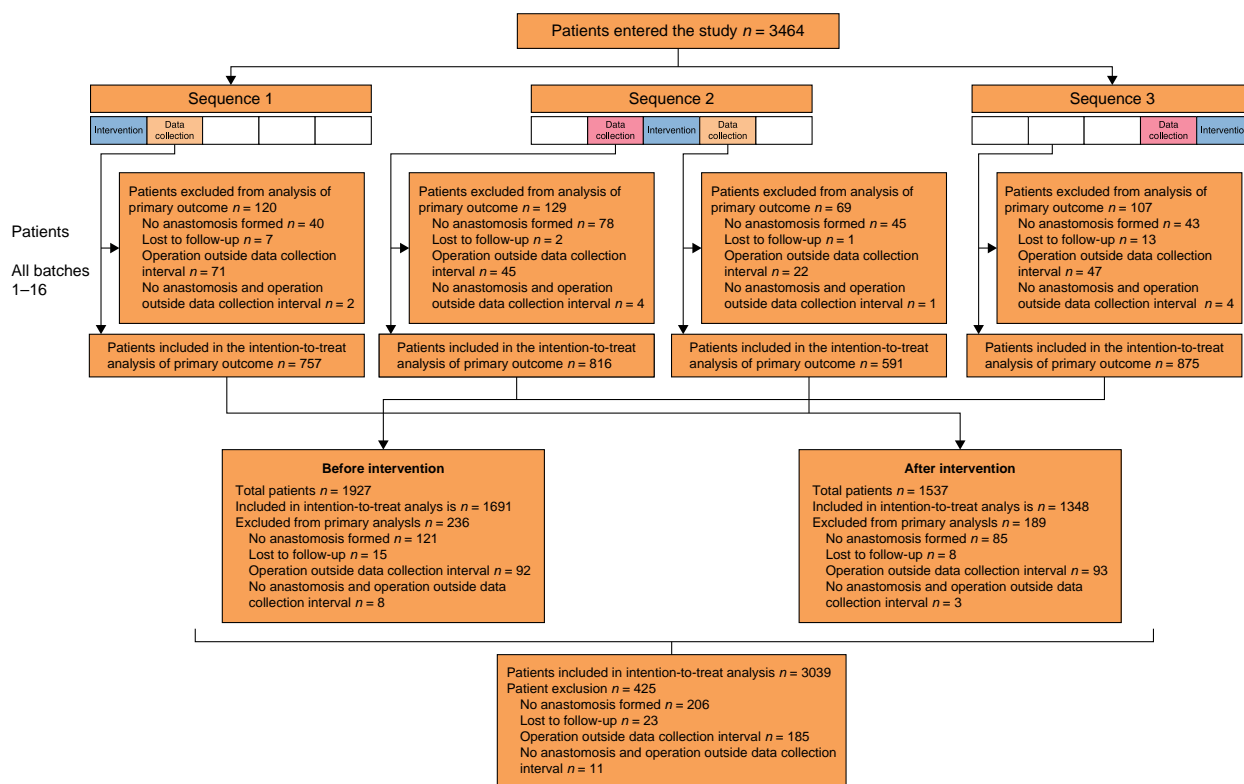 Patients entered the study n = 3464
Sequence 1
Sequence 2
Sequence 3
Intervention
Data
collection
Data
collection
Intervention
Data
collection
Data
collection
Intervention
Patients
All batches
1–16
Patients excluded from analysis of
primary outcome n = 120
No anastomosis formed n = 40
Lost to follow-up n = 7
Operation outside data collection
interval n = 71
No anastomosis and operation
outside data collection interval n = 2
Patients excluded from analysis of
primary outcome n = 129
No anastomosis formed n = 78
Lost to follow-up n = 2
Operation outside data collection
interval n = 45
No anastomosis and operation
outside data collection interval n = 4
Patients excluded from analysis of
primary outcome n = 69
No anastomosis formed n = 45
Lost to follow-up n = 1
Operation outside data collection
interval n = 22
No anastomosis and operation
outside data collection interval n = 1
Patients excluded from analysis of
primary outcome n = 107
No anastomosis formed n = 43
Lost to follow-up n = 13
Operation outside data collection
interval n = 47
No anastomosis and operation
outside data collection interval n = 4
Patients included in the intention-to-treat
analysis of primary outcome n = 757
Patients included in the intention-to-treat
analysis of primary outcome n = 816
Patients included in the intention-to-treat
analysis of primary outcome n = 591
Patients included in the intention-to-treat
analysis of primary outcome n = 875
Before intervention
Total patients n = 1927
Included in intention-to-treat analys is n = 1691
Excluded from primary analysis n = 236
No anastomosis formed n = 121
Lost to follow-up n = 15
Operation outside data collection interval n = 92
No anastomosis and operation outside data
collection interval n = 8
After intervention
Total patients n = 1537
Included in intention-to-treat analys is n = 1348
Excluded from primary analysls n = 189
No anastomosis formed n = 85
Lost to follow-up n = 8
Operation outside data collection interval n = 93
No anastomosis and operation outside data
collection interval n = 3
Patients included in intention-to-treat analysis n = 3039
Patient exclusion n = 425
No anastomosis formed n = 206
Lost to follow-up n = 23
Operation outside data collection interval n = 185
No anastomosis and operation outside data collection
interval n = 11